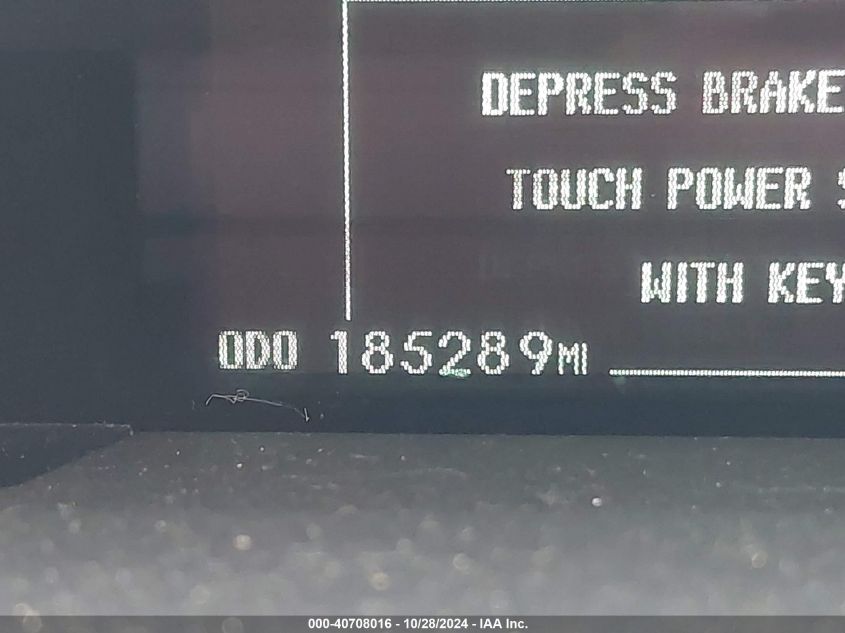 DEPRESS BRAKE
TOUCH POWER S
WITH KEY
ODO 185289MI
000-40708016 - 10/28/2024 - IAA Inc.